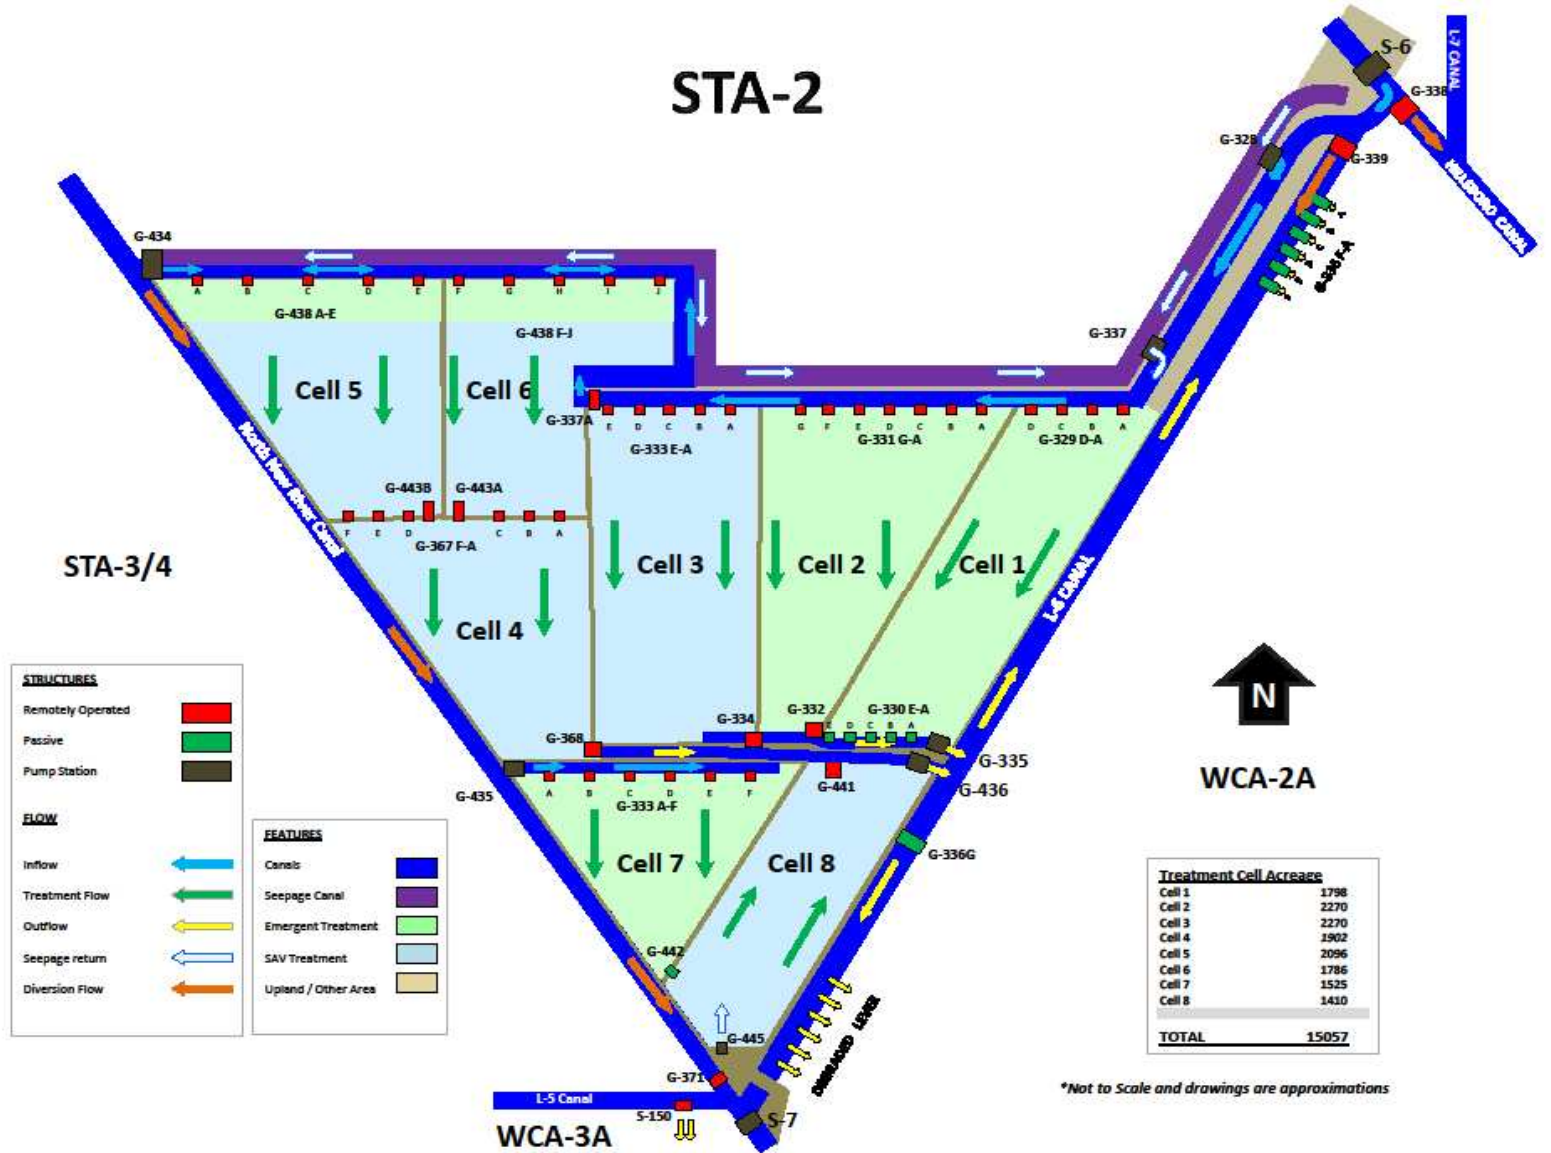 STA-2
S-6
L-7 CANAL
G-338
G-328
G-339
HILLSBORO CANAL
G-336 F-A
G-434
A B C D E F G H I J
G-438 A-E
G-438 F-J
G-337
Cell 5
Cell 6
G-337A
E D C B A
G F E D C B A
D C B A
G-333 E-A
G-331 G-A
G-329 D-A
North New River Canal
G-443B
G-443A
F E D C B A
G-367 F-A
STA-3/4
Cell 3
Cell 2
Cell 1
L-6 CANAL
Cell 4
N
G-334
G-332
G-330 E-A
E D C B A
G-368
G-335
G-436
WCA-2A
G-435
A B C D E F
G-333 A-F
G-441
Cell 7
Cell 8
G-336G
G-442
G-445
G-371
DEGRADED LEVEE
L-5 Canal
S-150
S-7
WCA-3A
STRUCTURES
Remotely Operated
Passive
Pump Station
FLOW
Inflow
Treatment Flow
Outflow
Seepage return
Diversion Flow
FEATURES
Canals
Seepage Canal
Emergent Treatment
SAV Treatment
Upland / Other Area
Treatment Cell Acreage
Cell 1 1798
Cell 2 2270
Cell 3 2270
Cell 4 1902
Cell 5 2096
Cell 6 1786
Cell 7 1525
Cell 8 1410
TOTAL 15057
*Not to Scale and drawings are approximations